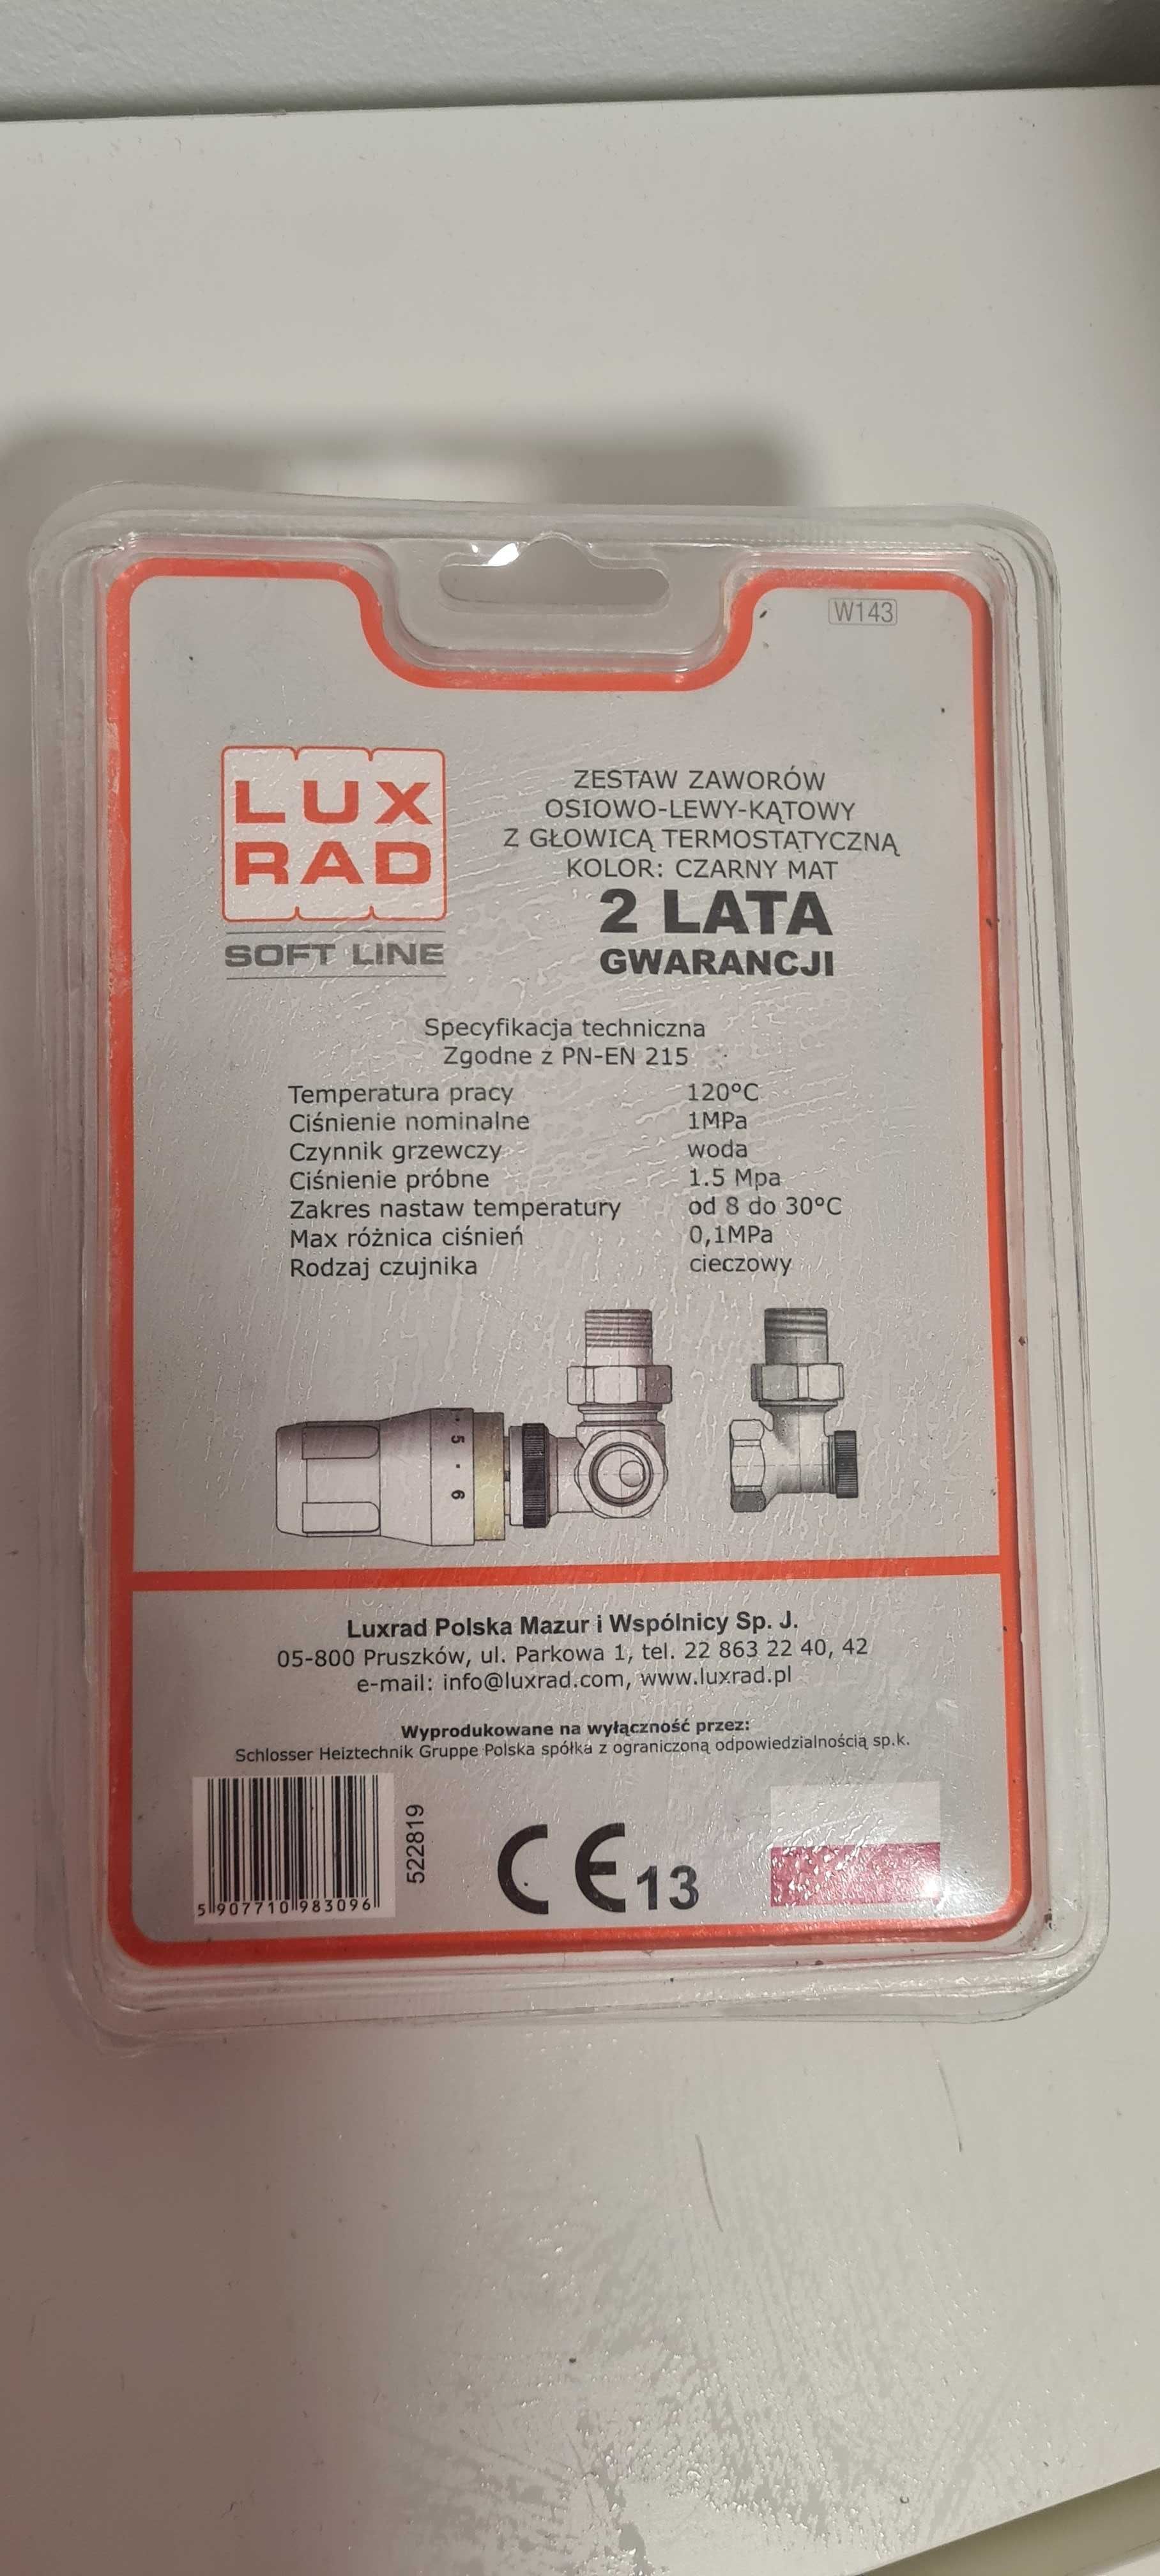 W143
LUX
RAD
SOFT LINE
ZESTAW ZAWORÓW
OSIOWO-LEWY-KĄTOWY
Z GŁOWICĄ TERMOSTATYCZNĄ
KOLOR: CZARNY MAT
2 LATA
GWARANCJI
Specyfikacja techniczna
Zgodne z PN-EN 215
Temperatura pracy 120°C
Ciśnienie nominalne 1MPa
Czynnik grzewczy woda
Ciśnienie próbne 1.5 Mpa
Zakres nastaw temperatury od 8 do 30°C
Max różnica ciśnień 0,1MPa
Rodzaj czujnika cieczowy
5
6
Luxrad Polska Mazur i Wspólnicy Sp. J.
05-800 Pruszków, ul. Parkowa 1, tel. 22 863 22 40, 42
e-mail: info@luxrad.com, www.luxrad.pl
Wyprodukowane na wyłączność przez:
Schlosser Heiztechnik Gruppe Polska spółka z ograniczoną odpowiedzialnością sp.k.
5 907710 983096
522819
CE 13